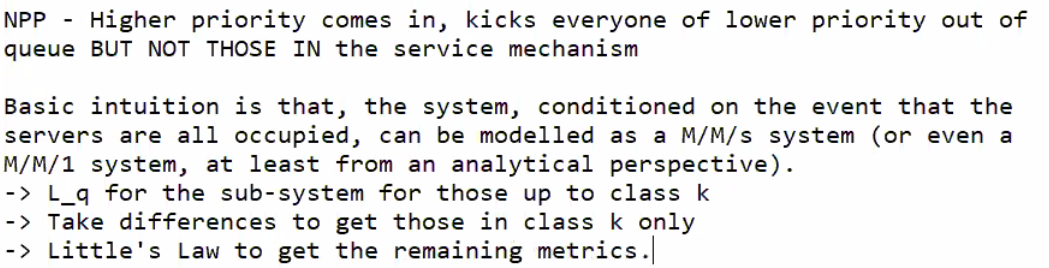 NPP - Higher priority comes in, kicks everyone of lower priority out of
queue BUT NOT THOSE IN the service mechanism
Basic intuition is that, the system, conditioned on the event that the
servers are all occupied, can be modelled as a M/M/s system (or even a
M/M/1 system, at least from an analytical perspective).
-> L_q for the sub-system for those up to class k
-> Take differences to get those in class k only
-> Little's Law to get the remaining metrics.